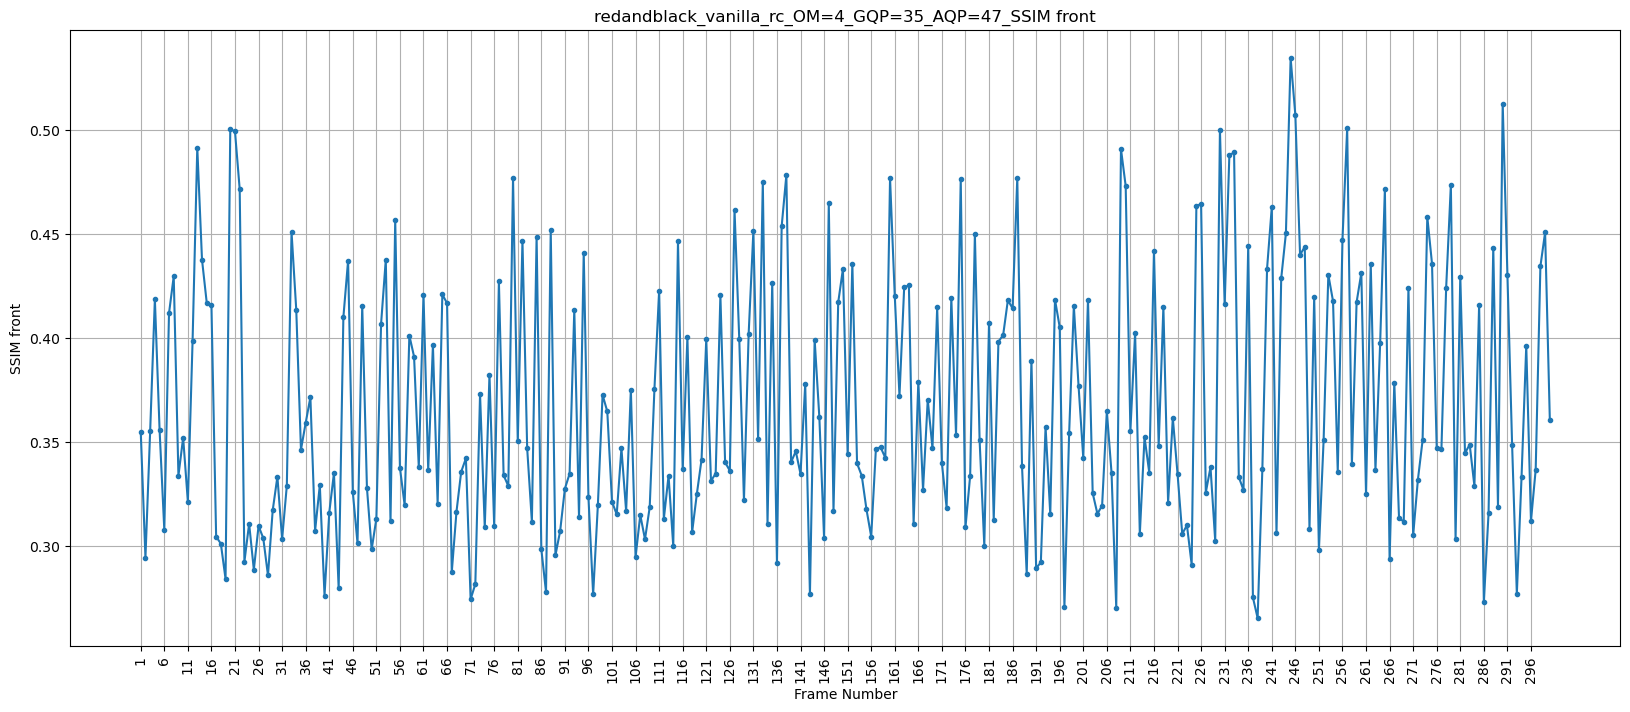 redandblack_vanilla_rc_OM=4_GQP=35_AQP=47_SSIM front
0.50
0.45
0.40
0.35
0.30
SSIM front
1 6 11 16 21 26 31 36 41 46 51 56 61 66 71 76 81 86 91 96 101 106 111 116 121 126 131 136 141 146 151 156 161 166 171 176 181 186 191 196 201 206 211 216 221 226 231 236 241 246 251 256 261 266 271 276 281 286 291 296
Frame Number